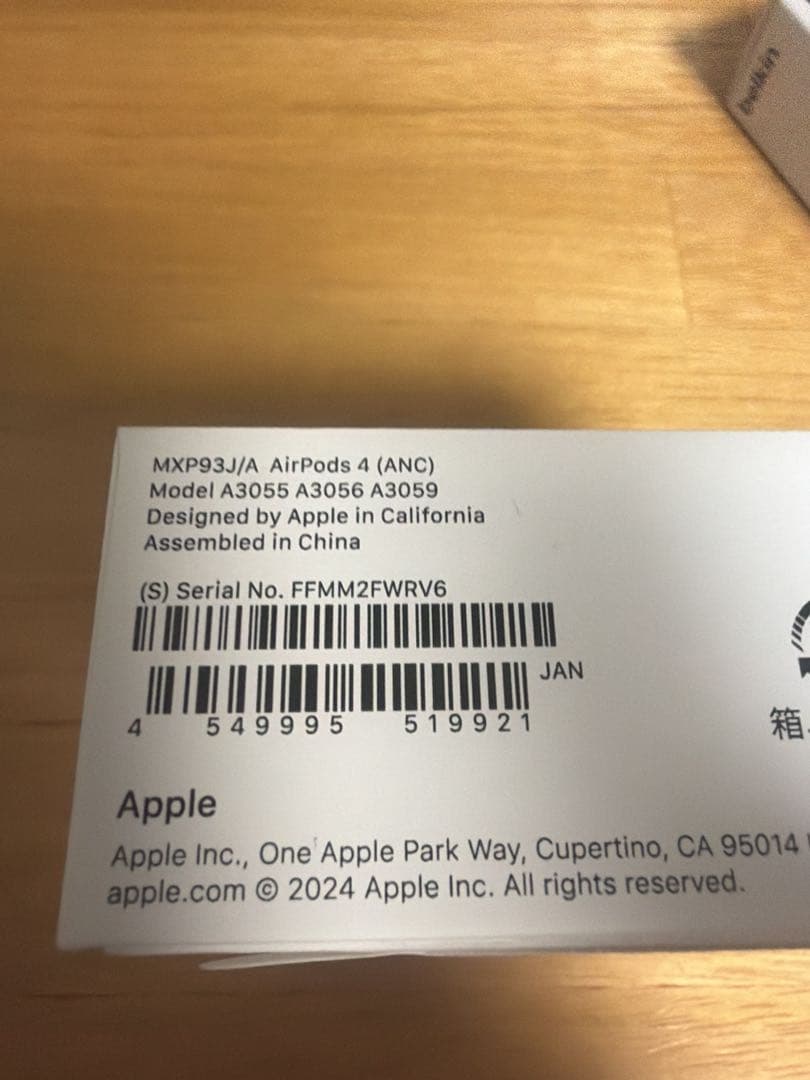 belkin
MXP93J/A AirPods 4 (ANC)
Model A3055 A3056 A3059
Designed by Apple in California
Assembled in China
(S) Serial No. FFMM2FWRV6
JAN
4 549995 519921
箱
Apple
Apple Inc., One Apple Park Way, Cupertino, CA 95014
apple.com © 2024 Apple Inc. All rights reserved.